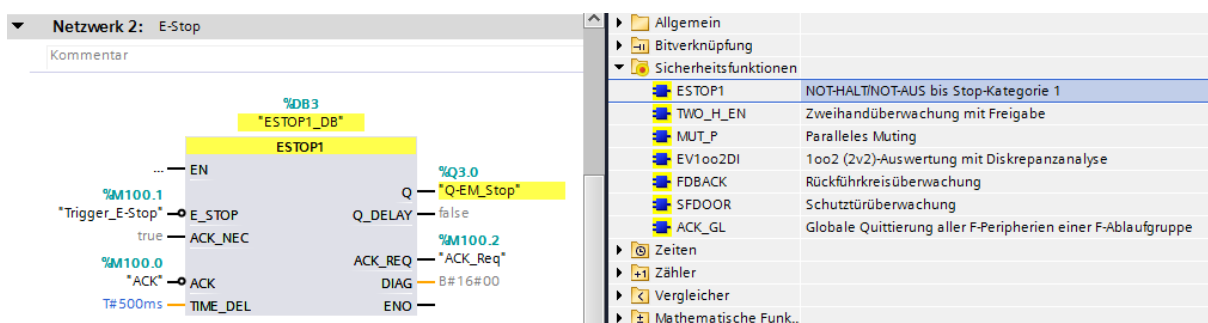 Netzwerk 2: E-Stop
Kommentar
%DB3
"ESTOP1_DB"
ESTOP1
... EN
%M100.1
"Trigger_E-Stop" E_STOP
true ACK_NEC
%M100.0
"ACK" ACK
T#500ms TIME_DEL
%Q3.0
Q "Q-EM_Stop"
Q_DELAY false
%M100.2
ACK_REQ "ACK_Req"
DIAG B#16#00
ENO
Allgemein
Bitverknüpfung
Sicherheitsfunktionen
ESTOP1 NOT-HALT/NOT-AUS bis Stop-Kategorie 1
TWO_H_EN Zweihandüberwachung mit Freigabe
MUT_P Paralleles Muting
EV1oo2DI 1oo2 (2v2)-Auswertung mit Diskrepanzanalyse
FDBACK Rückführkreisüberwachung
SFDOOR Schutztürüberwachung
ACK_GL Globale Quittierung aller F-Peripherien einer F-Ablaufgruppe
Zeiten
Zähler
Vergleicher
Mathematische Funk..